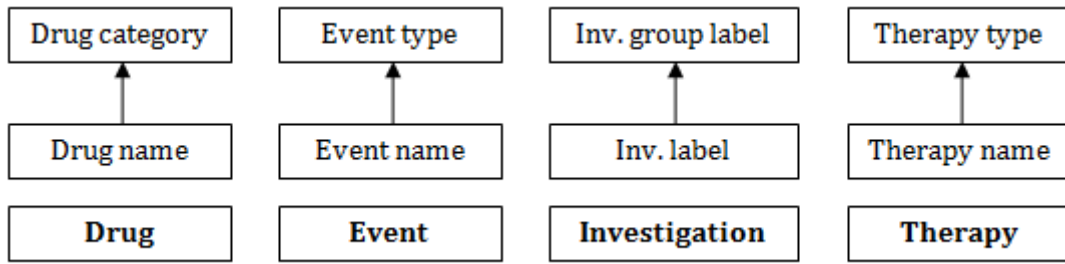 Drug category
Event type
Inv. group label
Therapy type
Drug name
Event name
Inv. label
Therapy name
Drug
Event
Investigation
Therapy